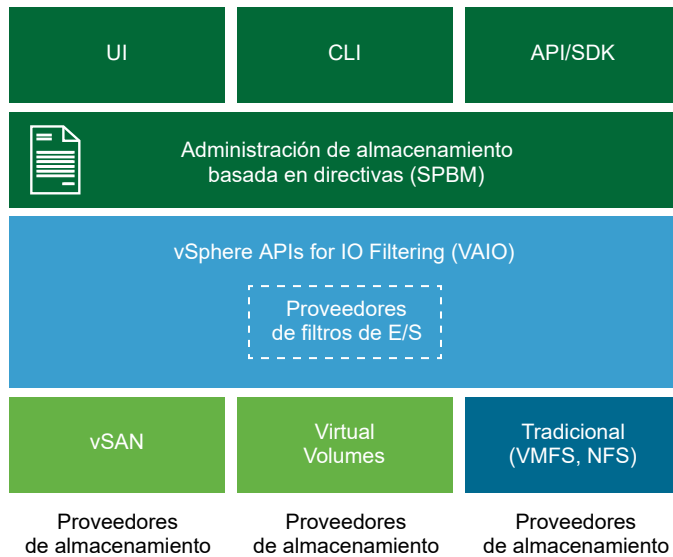 UI
CLI
API/SDK
Administración de almacenamiento
basada en directivas (SPBM)
vSphere APIs for IO Filtering (VAIO)
Proveedores
de filtros de E/S
vSAN
Virtual
Volumes
Tradicional
(VMFS, NFS)
Proveedores
de almacenamiento
Proveedores
de almacenamiento
Proveedores
de almacenamiento